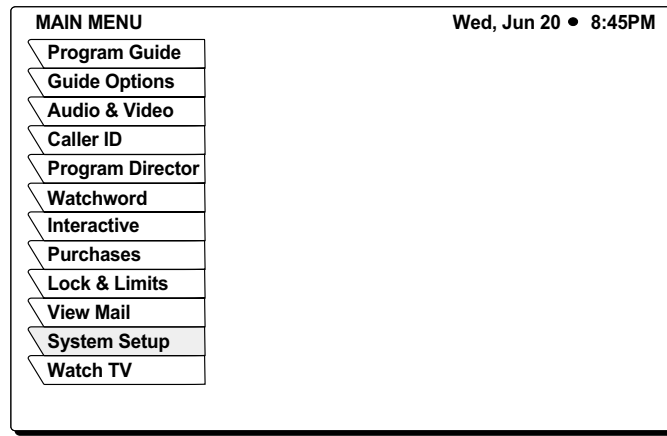 MAIN MENU Wed, Jun 20 ● 8:45PM
Program Guide
Guide Options
Audio & Video
Caller ID
Program Director
Watchword
Interactive
Purchases
Lock & Limits
View Mail
System Setup
Watch TV